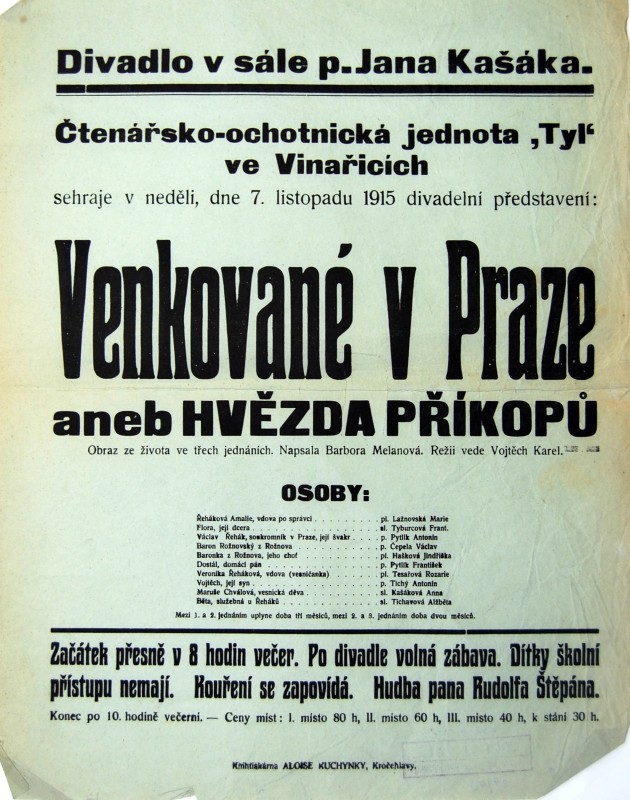 Divadlo v sále p. Jana Kašáka.
Čtenářsko-ochotnická jednota „Tyl“
ve Vinařicích
sehraje v neděli, dne 7. listopadu 1915 divadelní představení:
Venkované v Praze
aneb HVĚZDA PŘÍKOPŮ
Obraz ze života ve třech jednáních. Napsala Barbora Melanová. Režii vede Vojtěch Karel.
OSOBY:
Řeháková Amalie, vdova po správci . . . . . . . . pí. Lažnovská Marie
Flora, její dcera . . . . . . . . sl. Tyburcová Frant.
Václav Řehák, soukromník v Praze, její švakr . . . . p. Pytlík Antonín
Baron Rožnovský z Rožnova . . . . . . . . p. Čepela Václav
Baronka z Rožnova, jeho choť . . . . . . . . pí. Hašková Jindřiška
Dostál, domácí pán . . . . . . . . p. Pytlík František
Veronika Řeháková, vdova (vesničanka) . . . . . . . . pí. Tesařová Rozarie
Vojtěch, její syn . . . . . . . . p. Tichý Antonín
Maruše Chválová, vesnická děva . . . . . . . . sl. Kašáková Anna
Běta, služebná u Řeháků . . . . . . . . sl. Tichavová Alžběta
Mezi 1. a 2. jednáním uplyne doba tří měsíců, mezi 2. a 3. jednáním doba dvou měsíců.
Začátek přesně v 8 hodin večer. Po divadle volná zábava. Dítky školní
přístupu nemají. Kouření se zapovídá. Hudba pana Rudolfa Štěpána.
Konec po 10. hodině večerní. — Ceny míst: I. místo 80 h, II. místo 60 h, III. místo 40 h, k stání 30 h.
Knihtiskárna ALOISE KUCHYNKY, Kročehlavy.